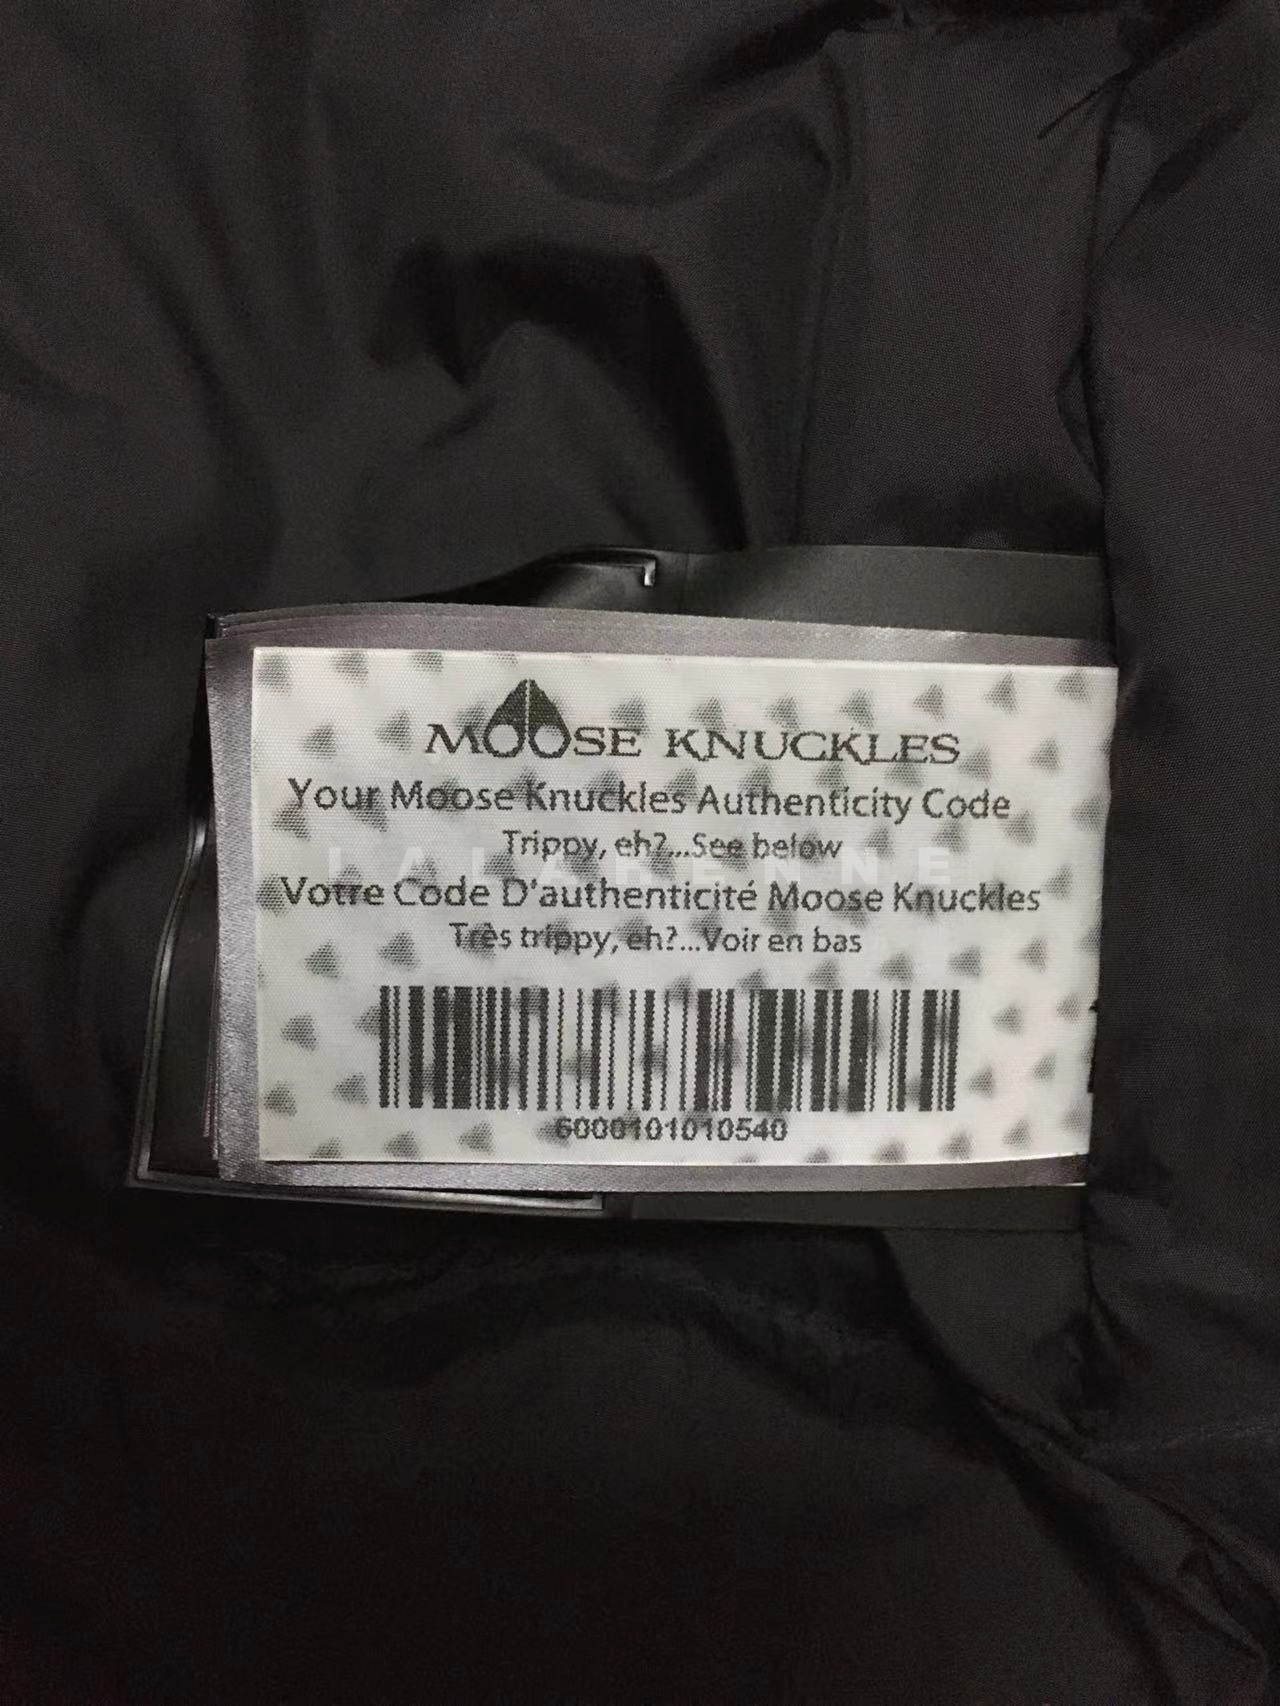 MOOSE KNUCKLES
Your Moose Knuckles Authenticity Code
Trippy, eh?...See below
LALARENNE
Votre Code D'authenticité Moose Knuckles
Très trippy, eh?...Voir en bas
6000101010540